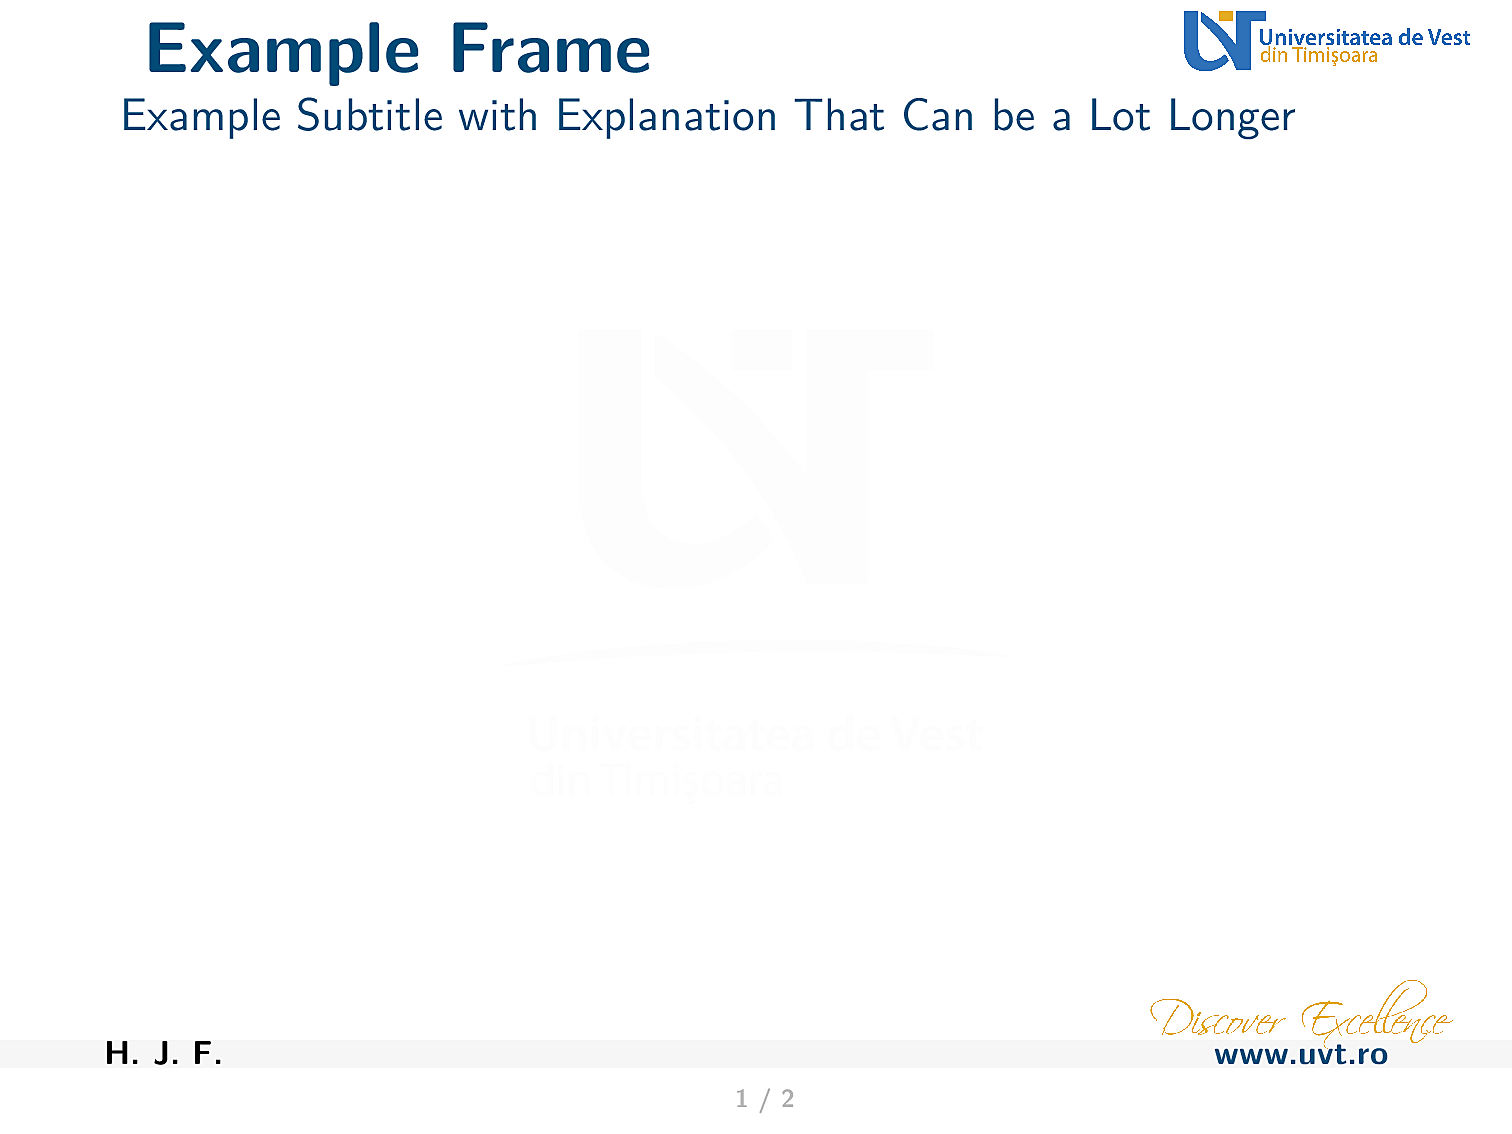 Example Frame
Universitatea de Vest
din Timişoara
Example Subtitle with Explanation That Can be a Lot Longer
Universitatea de Vest
din Timişoara
Discover Excellence
H. J. F.
www.uvt.ro
1 / 2